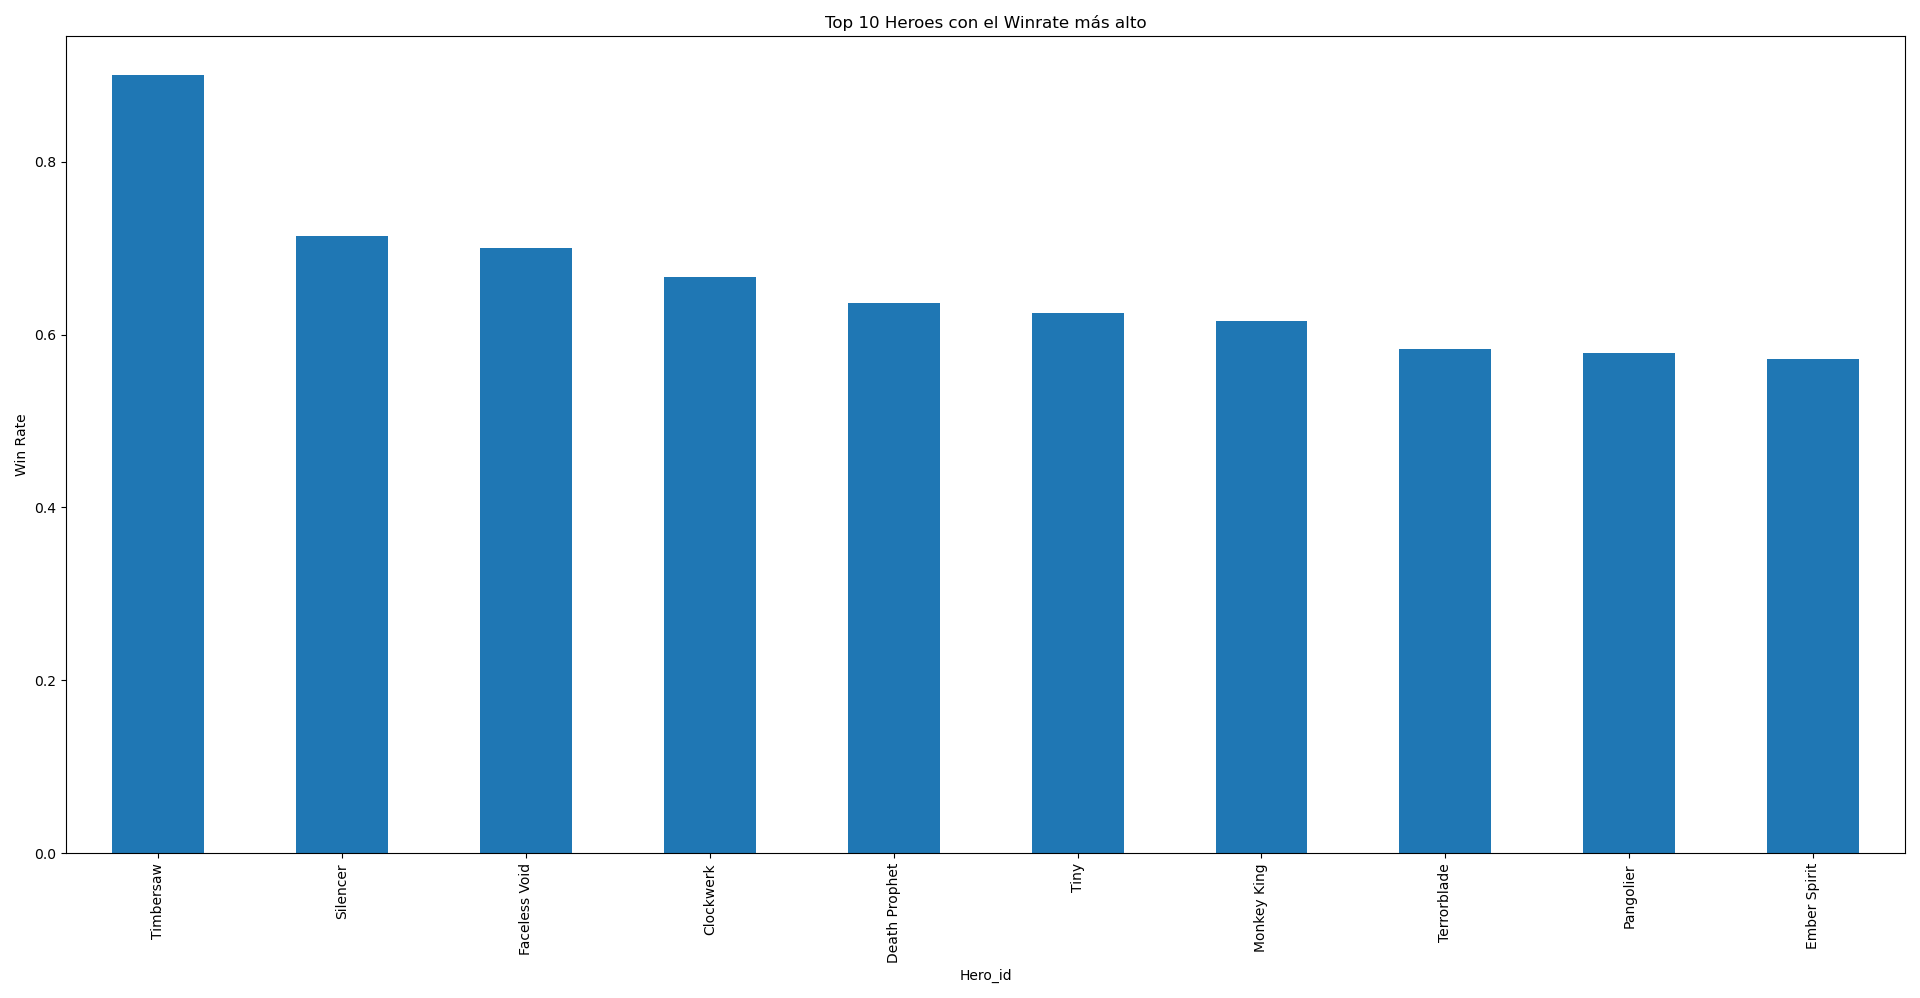 Top 10 Heroes con el Winrate más alto
Win Rate
0.8
0.6
0.4
0.2
0.0
Timbersaw
Silencer
Faceless Void
Clockwerk
Death Prophet
Tiny
Monkey King
Terrorblade
Pangolier
Ember Spirit
Hero_id